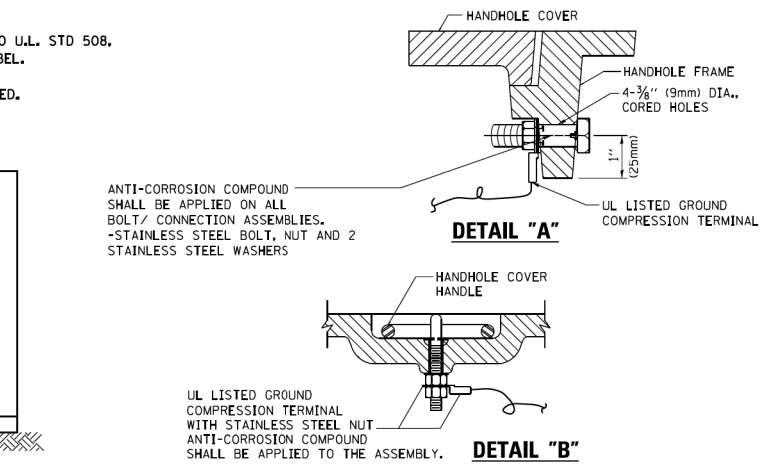 O U.L. STD 508,
BEL.
ED.
HANDHOLE COVER
HANDHOLE FRAME
4-⅜" (9mm) DIA.,
CORED HOLES
1"
(25mm)
ANTI-CORROSION COMPOUND
SHALL BE APPLIED ON ALL
BOLT/ CONNECTION ASSEMBLIES.
-STAINLESS STEEL BOLT, NUT AND 2
STAINLESS STEEL WASHERS
UL LISTED GROUND
COMPRESSION TERMINAL
DETAIL "A"
HANDHOLE COVER
HANDLE
UL LISTED GROUND
COMPRESSION TERMINAL
WITH STAINLESS STEEL NUT
ANTI-CORROSION COMPOUND
SHALL BE APPLIED TO THE ASSEMBLY.
DETAIL "B"